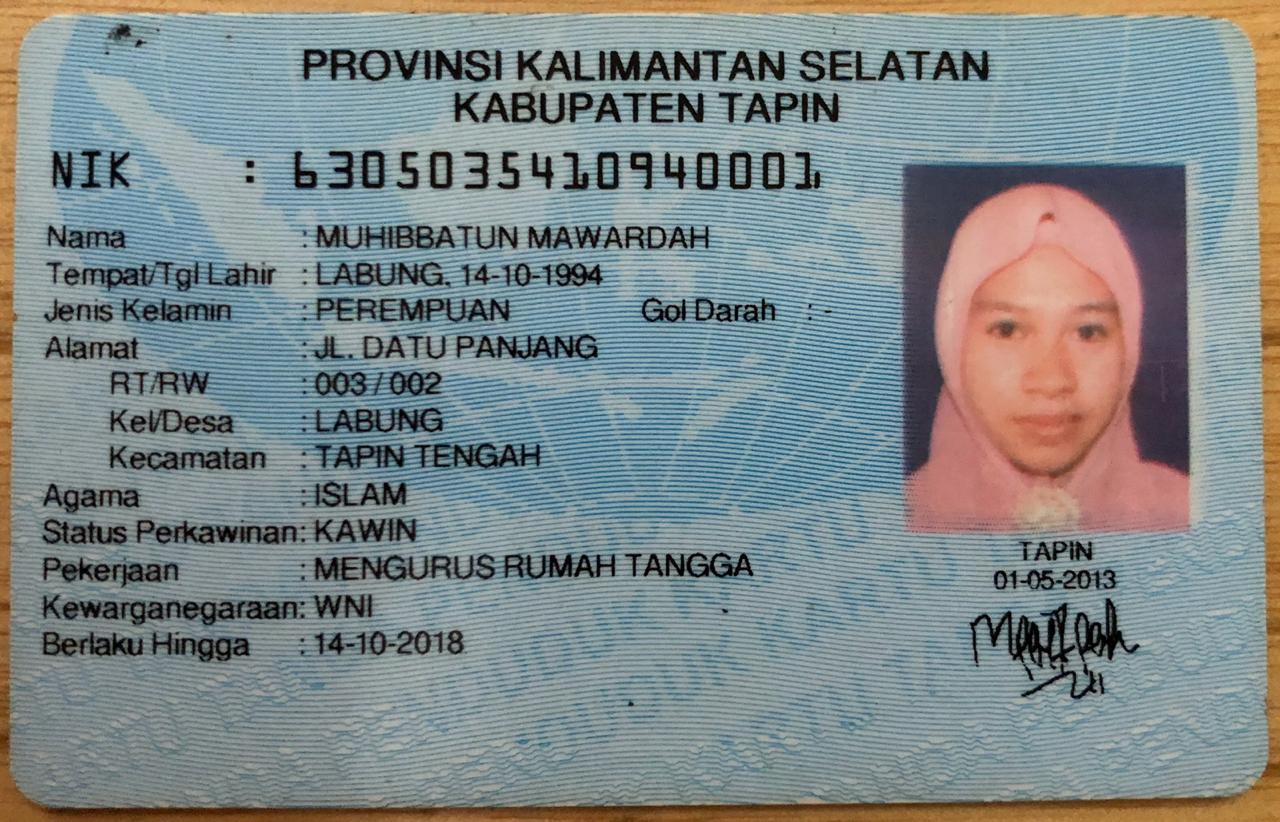 PROVINSI KALIMANTAN SELATAN
KABUPATEN TAPIN
NIK : 6305035410940001
Nama : MUHIBBATUN MAWARDAH
Tempat/Tgl Lahir : LABUNG, 14-10-1994
Jenis Kelamin : PEREMPUAN Gol Darah : -
Alamat : JL. DATU PANJANG
RT/RW : 003 / 002
Kel/Desa : LABUNG
Kecamatan : TAPIN TENGAH
Agama : ISLAM
Status Perkawinan : KAWIN
Pekerjaan : MENGURUS RUMAH TANGGA
Kewarganegaraan : WNI
Berlaku Hingga : 14-10-2018
TAPIN
01-05-2013